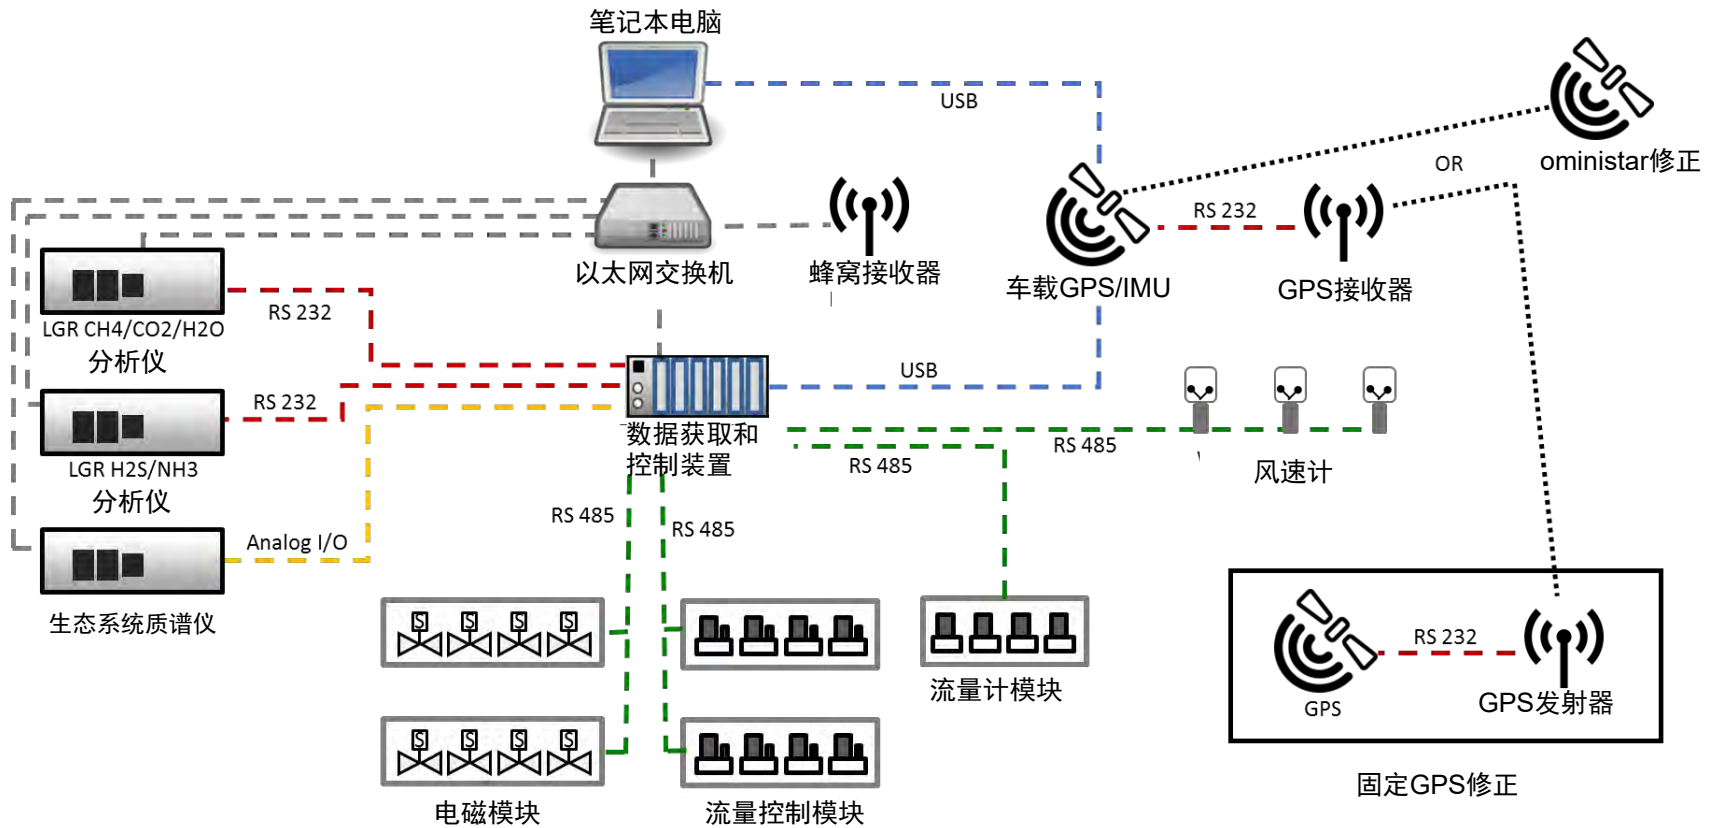 笔记本电脑
USB
OR
ominister修正
RS 232
以太网交换机
蜂窝接收器
车载GPS/IMU
GPS接收器
RS 232
LGR CH4/CO2/H2O
分析仪
USB
RS 232
数据获取和
控制装置
RS 485
RS 485
风速计
LGR H2S/NH3
分析仪
RS 485
RS 485
Analog I/O
生态系统质谱仪
S S S S
RS 232
流量计模块
GPS
GPS发射器
S S S S
固定GPS修正
电磁模块
流量控制模块